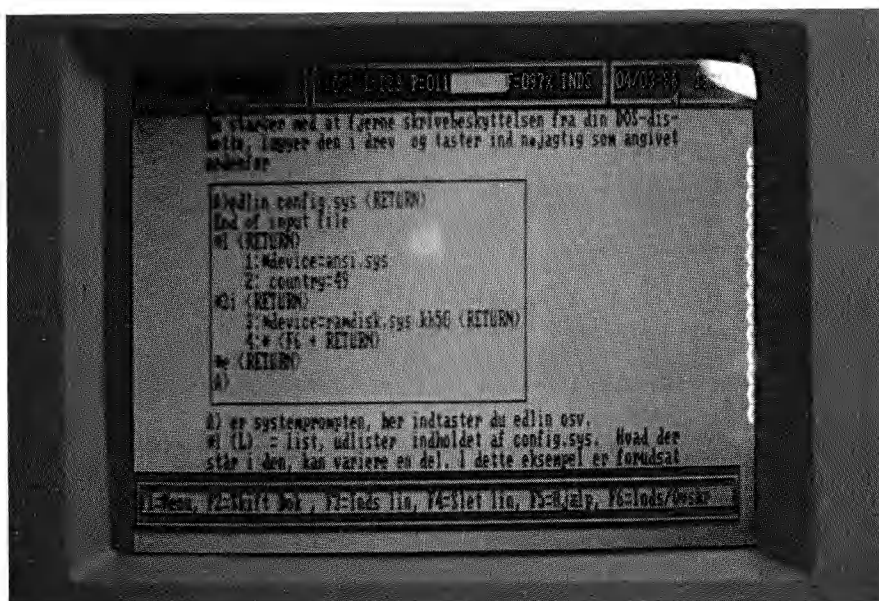 L:129 P:011 F=097% INDS 04/03-86
Du starter med at fjerne skrivebeskyttelsen fra din DOS-dis-
kette, lægger den i drev og taster ind nøjagtig som angivet
nedenfor
A)edlin config.sys (RETURN)
End of input file
*l (RETURN)
1:*device=ansi.sys
2: country=45
*3i (RETURN)
3:*device=ramdisk.sys
4:* (F6 + RETURN)
*e (RETURN)
A)
A) er systemprompten, her indtaster du edlin osv.
*l (L) = list, udlister indholdet af config.sys. Hvad der
står i den, kan variere en del. I dette eksempel er forudsat
F1=Menu, F2=Skift Dok , F3=Inds lin, F4=Slet lin, F5=Hjælp, F6=Inds/Ovskr